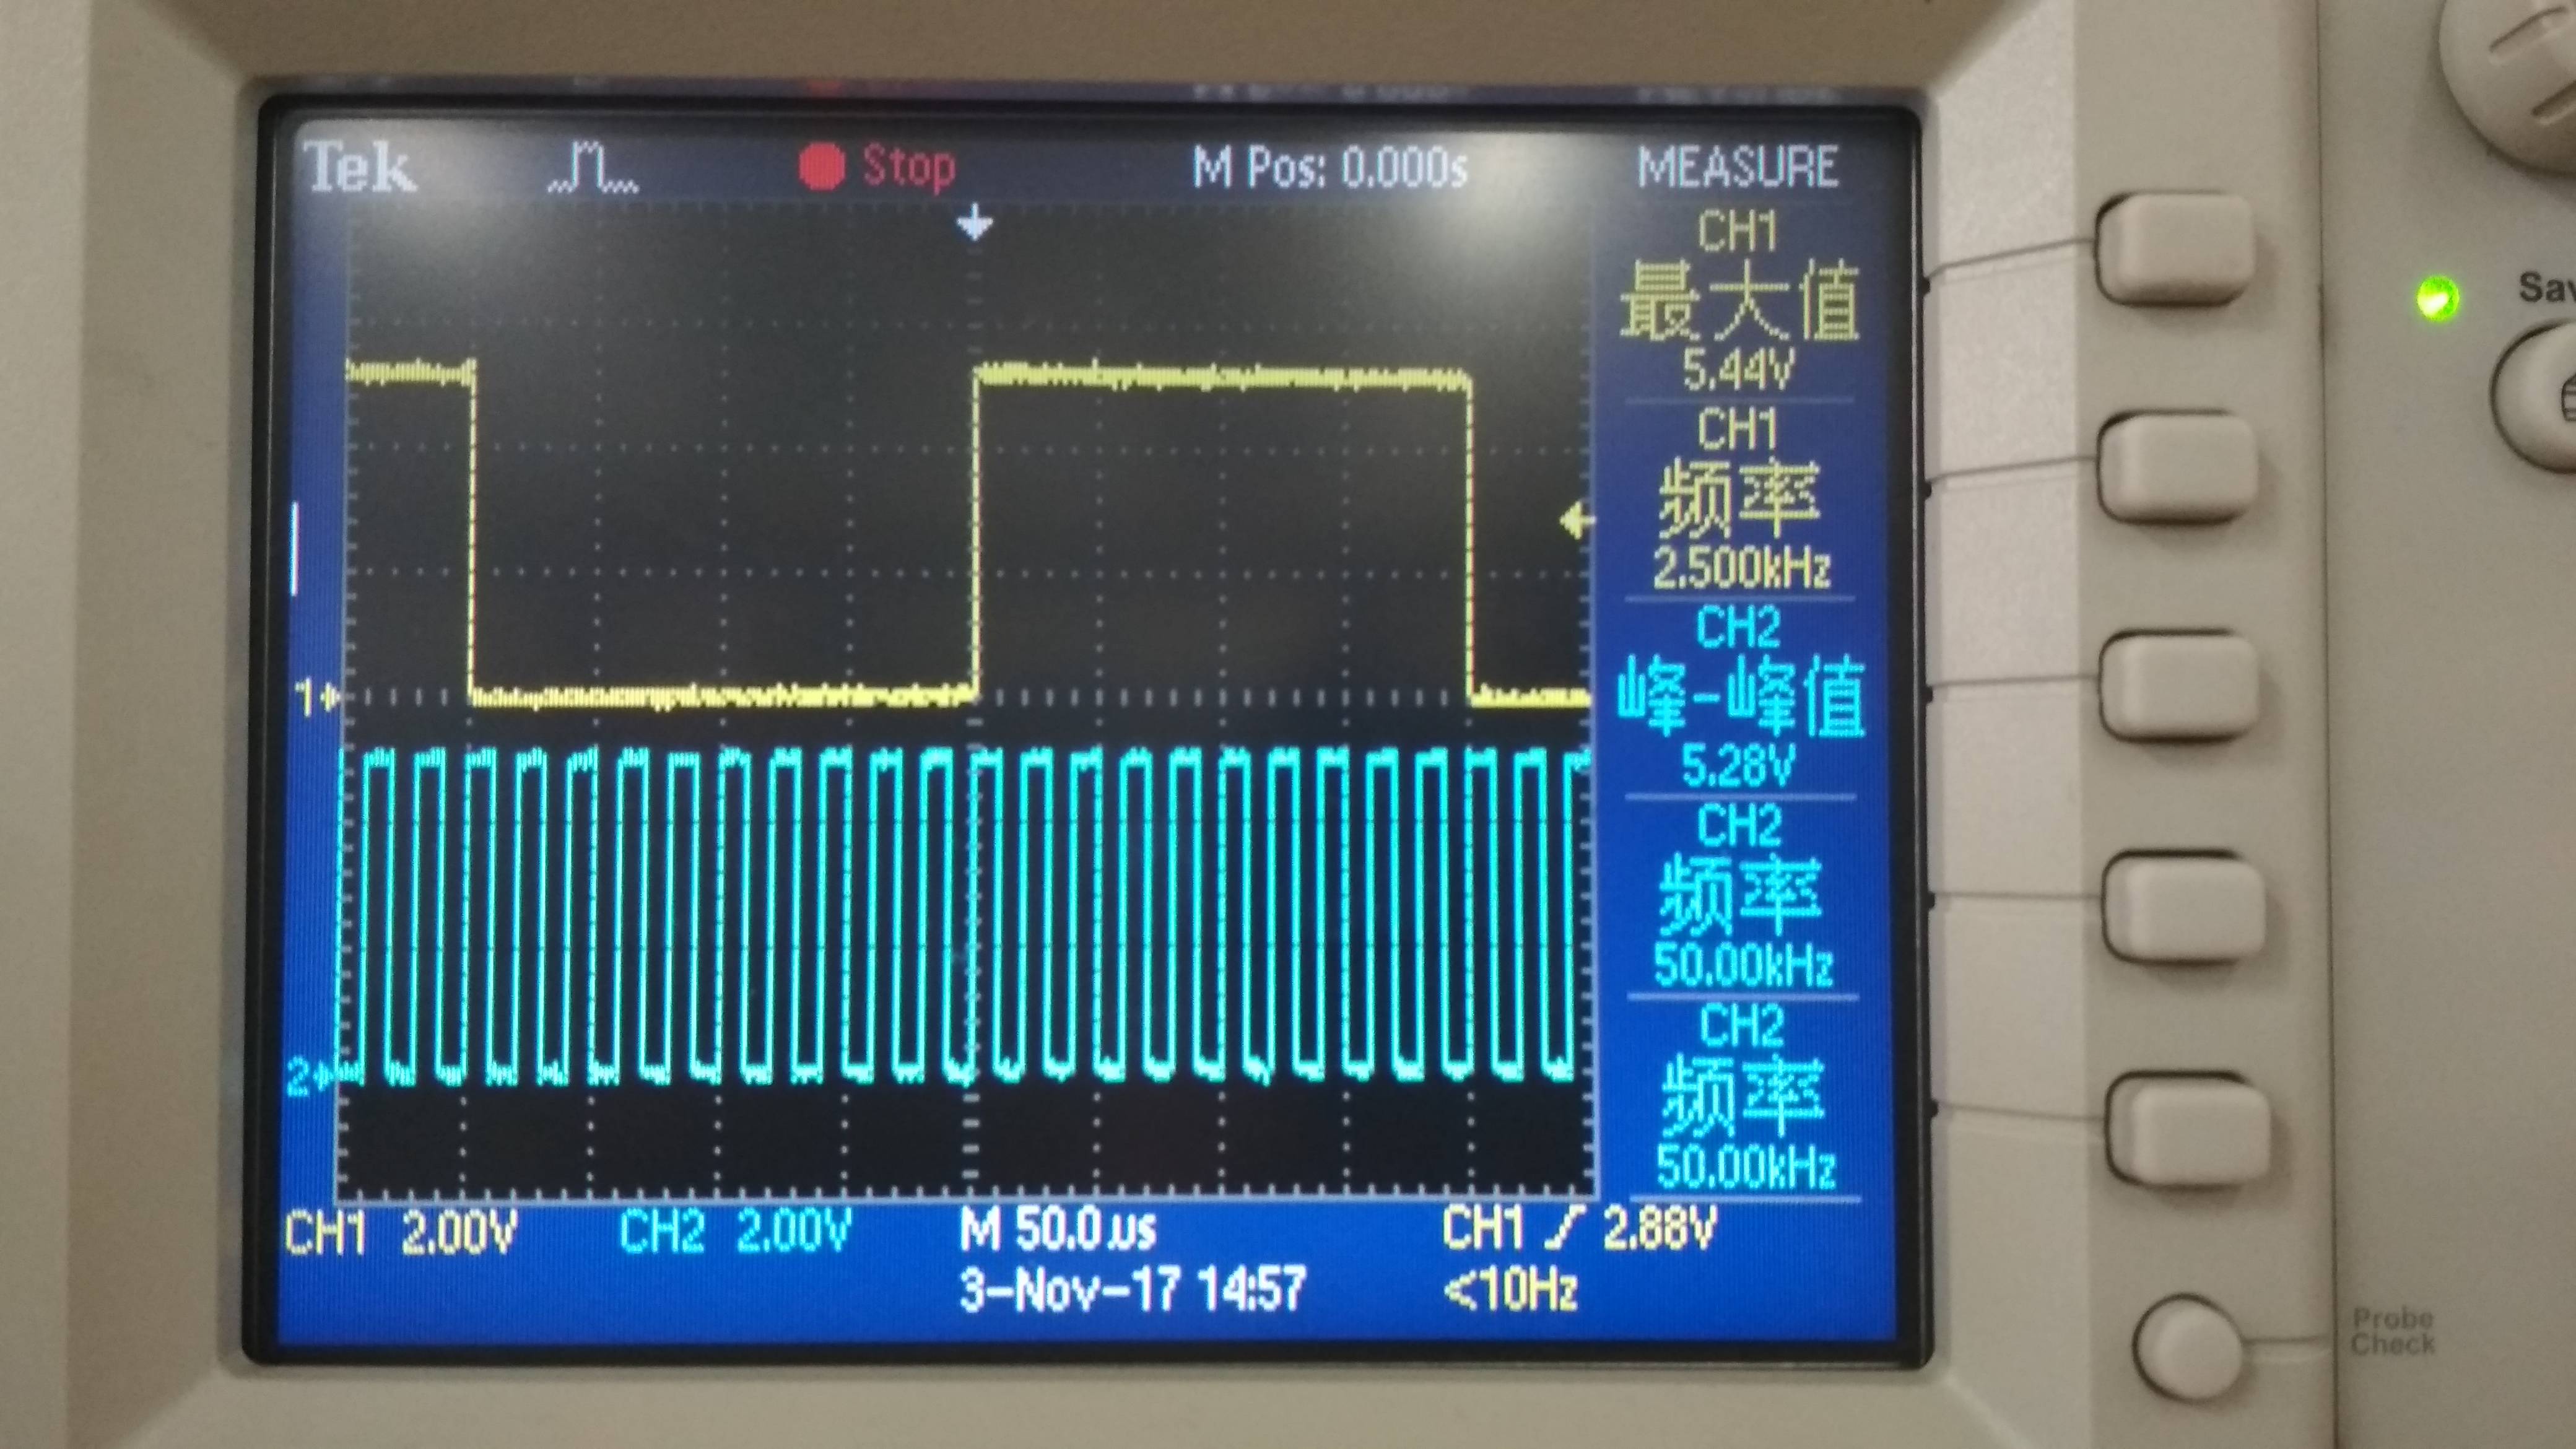 Tek Stop M Pos: 0.000s MEASURE
CH1
最大值
5.44V
CH1
频率
2.500kHz
CH2
峰-峰值
5.28V
CH2
频率
50.00kHz
CH2
频率
50.00kHz
1
2
CH1 2.00V CH2 2.00V M 50.0µs CH1 2.88V
3-Nov-17 14:57 <10Hz
Sav
Probe
Check